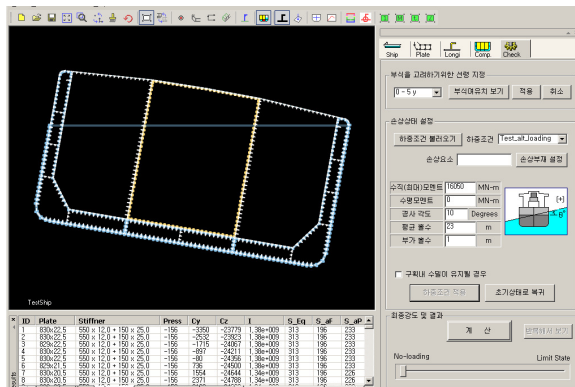 Ship Plate Longi Comp. Check
부식을 고려하기위한 선령 지정
0 - 5 y 부식여유치 보기 적용 취소
손상상태 설정
하중조건 불러오기 하중조건 Test_alt_loading
손상요소 손상부재 설정
수직(최대)모멘트 16050 MN-m
수평모멘트 0 MN-m
경사 각도 10 Degrees
평균 흘수 23 m
부가 흘수 1 m
[+]
θ°
구획내 수밀이 유지될 경우
하중조건 적용 초기상태로 복귀
최종강도 및 결과
계 산 반복해서 보기
No-loading Limit State
TestShip
ID Plate Stiffner Press Cy Cz I S_Eq S_aF S_aP
1 830x22,5 550 x 12,0 + 150 x 25,0 -156 -3350 -23779 1,38e+009 313 196 233
2 830x22,5 550 x 12,0 + 150 x 25,0 -156 -2532 -23923 1,38e+009 313 196 233
3 829x22,5 550 x 12,0 + 150 x 25,0 -156 -1715 -24067 1,38e+009 313 196 233
4 830x22,5 550 x 12,0 + 150 x 25,0 -156 -897 -24211 1,38e+009 313 196 233
5 830x22,5 550 x 12,0 + 150 x 25,0 -156 -80 -24356 1,38e+009 313 196 233
6 829x21,5 550 x 12,0 + 150 x 25,0 -156 736 -24500 1,38e+009 313 196 233
7 830x20,5 550 x 12,0 + 150 x 25,0 -156 1554 -24644 1,34e+009 313 196 226
8 830x20,5 550 x 12,0 + 150 x 25,0 -156 2371 -24788 1,34e+009 313 196 226